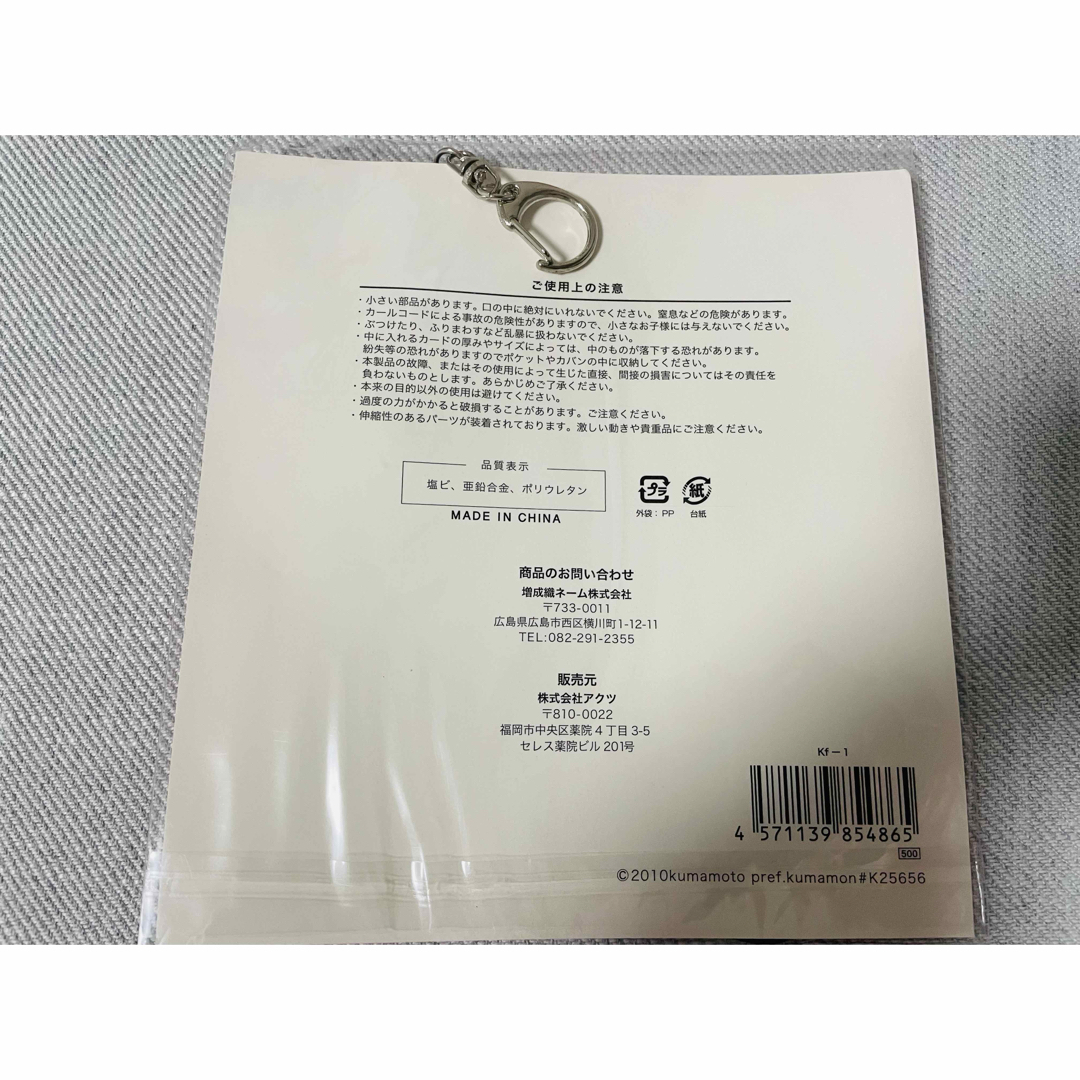 ご使用上の注意
・小さい部品があります。口の中に絶対にいれないでください。窒息などの危険があります。
・カールコードによる事故の危険性がありますので、小さなお子様には与えないでください。
・ぶつけたり、ふりまわすなど乱暴に扱わないでください。
・中に入れるカードの厚みやサイズによっては、中のものが落下する恐れがあります。
紛失等の恐れがありますのでポケットやカバンの中に収納してください。
・本製品の故障、またはその使用によって生じた直接、間接の損害についてはその責任を
負わないものとします。あらかじめご了承ください。
・本来の目的以外の使用は避けてください。
・過度の力がかかると破損することがあります。ご注意ください。
・伸縮性のあるパーツが装着されております。激しい動きや貴重品にご注意ください。
品質表示
塩ビ、亜鉛合金、ポリウレタン
MADE IN CHINA
プラ
外袋：PP
紙
台紙
商品のお問い合わせ
増成織ネーム株式会社
〒733-0011
広島県広島市西区横川町1-12-11
TEL:082-291-2355
販売元
株式会社アクツ
〒810-0022
福岡市中央区薬院4丁目3-5
セレス薬院ビル201号
Kf－1
4 571139 854865
500
©2010kumamoto pref.kumamon#K25656